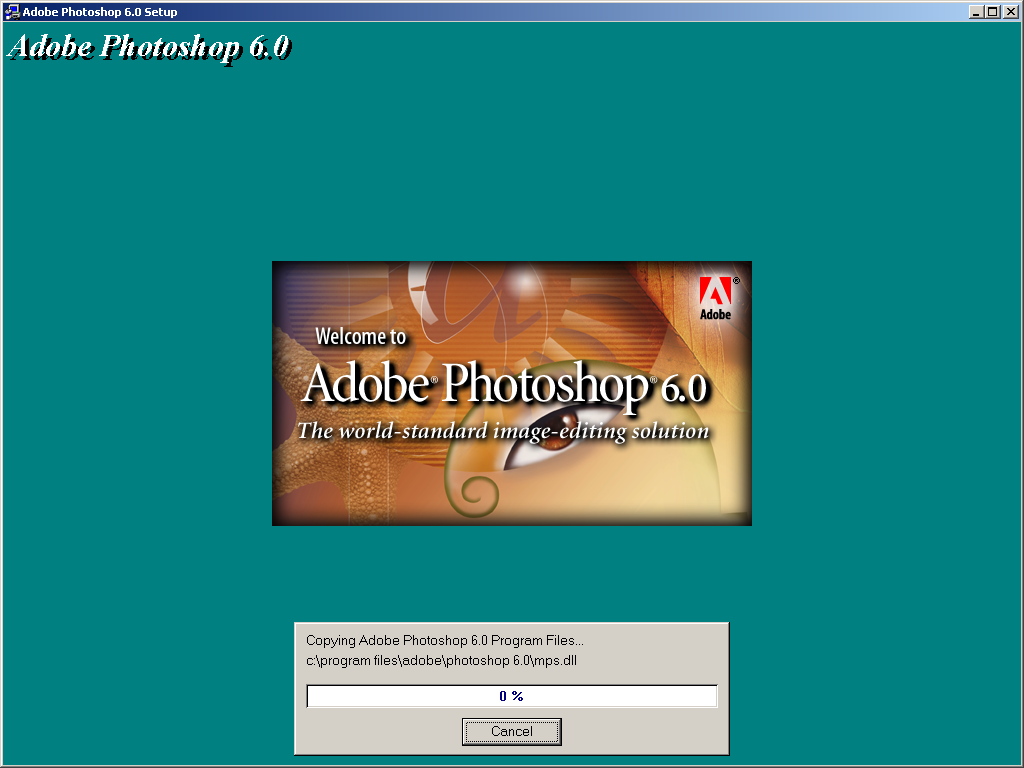 Adobe Photoshop 6.0 Setup
Adobe Photoshop 6.0
Adobe®
Welcome to
Adobe® Photoshop® 6.0
The world-standard image-editing solution
Copying Adobe Photoshop 6.0 Program Files...
c:\program files\adobe\photoshop 6.0\mps.dll
0 %
Cancel